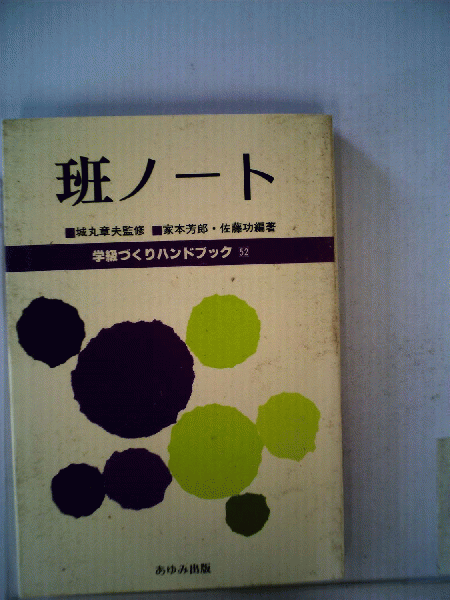 班ノート
■城丸章夫監修 ■家本芳郎・佐藤功編著
学級づくりハンドブック 52
あゆみ出版